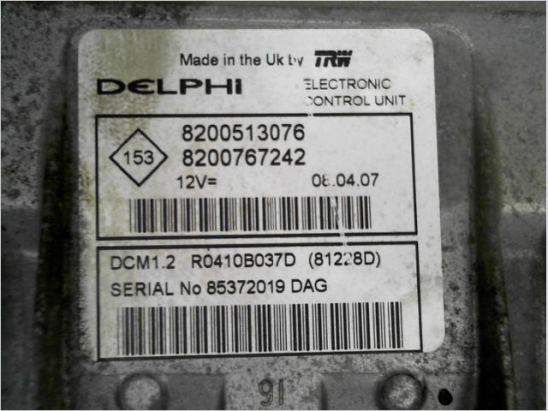 Made in the Uk by TRW
DELPHI
ELECTRONIC
CONTROL UNIT
153
8200513076
8200767242
12V=
08.04.07
DCM1.2 R0410B037D (81228D)
SERIAL No 85372019 DAG
91